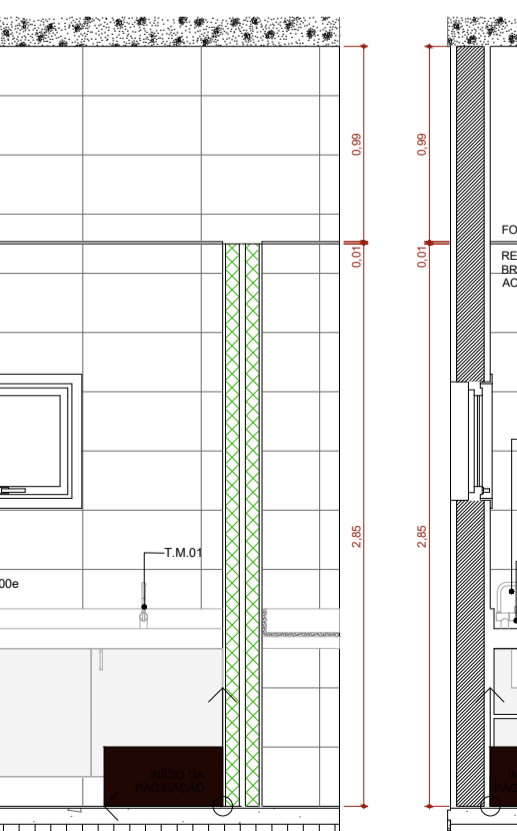 0,99
0,99
FO
0,01
0,01
RE
BR
AC
2,85
2,85
T.M.01
00e
INÍCIO DA
PAGINAÇÃO